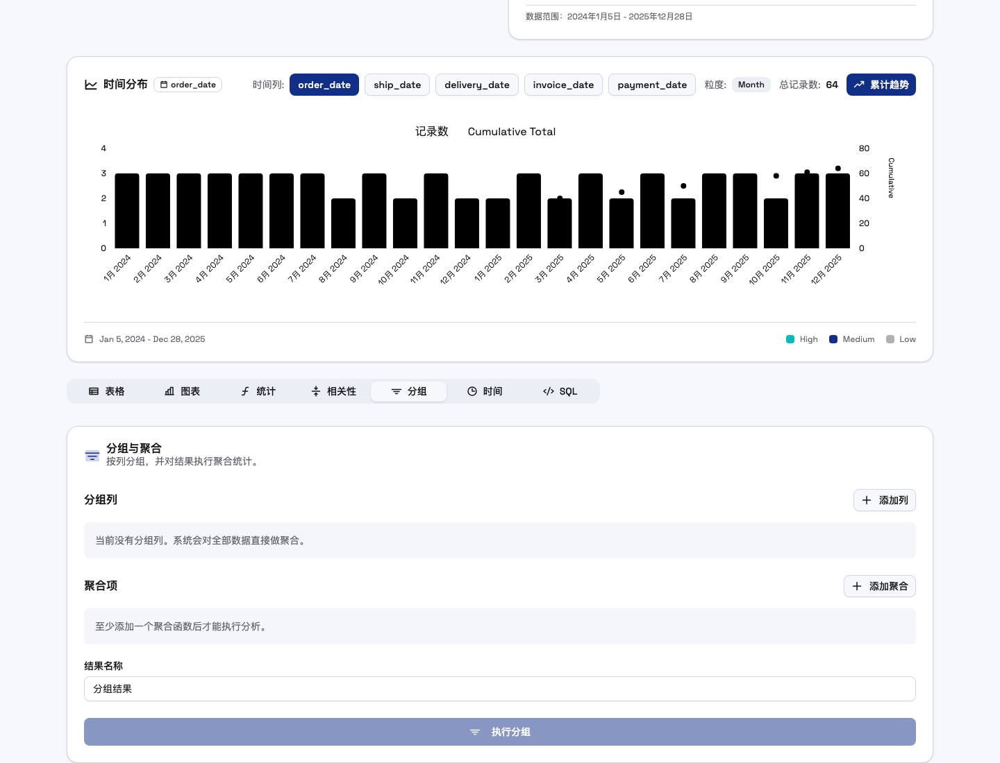 数据范围：2024年1月5日 - 2025年12月28日
时间分布 order_date 时间列: order_date ship_date delivery_date invoice_date payment_date 粒度: Month 总记录数: 64 累计趋势
记录数 Cumulative Total
4
3
2
1
0
80
60
40
20
0
Cumulative
1月 2024
2月 2024
3月 2024
4月 2024
5月 2024
6月 2024
7月 2024
8月 2024
9月 2024
10月 2024
11月 2024
12月 2024
1月 2025
2月 2025
3月 2025
4月 2025
5月 2025
6月 2025
7月 2025
8月 2025
9月 2025
10月 2025
11月 2025
12月 2025
Jan 5, 2024 - Dec 28, 2025
High Medium Low
表格 图表 统计 相关性 分组 时间 SQL
分组与聚合
按列分组，并对结果执行聚合统计。
分组列
添加列
当前没有分组列。系统会对全部数据直接做聚合。
聚合项
添加聚合
至少添加一个聚合函数后才能执行分析。
结果名称
分组结果
执行分组